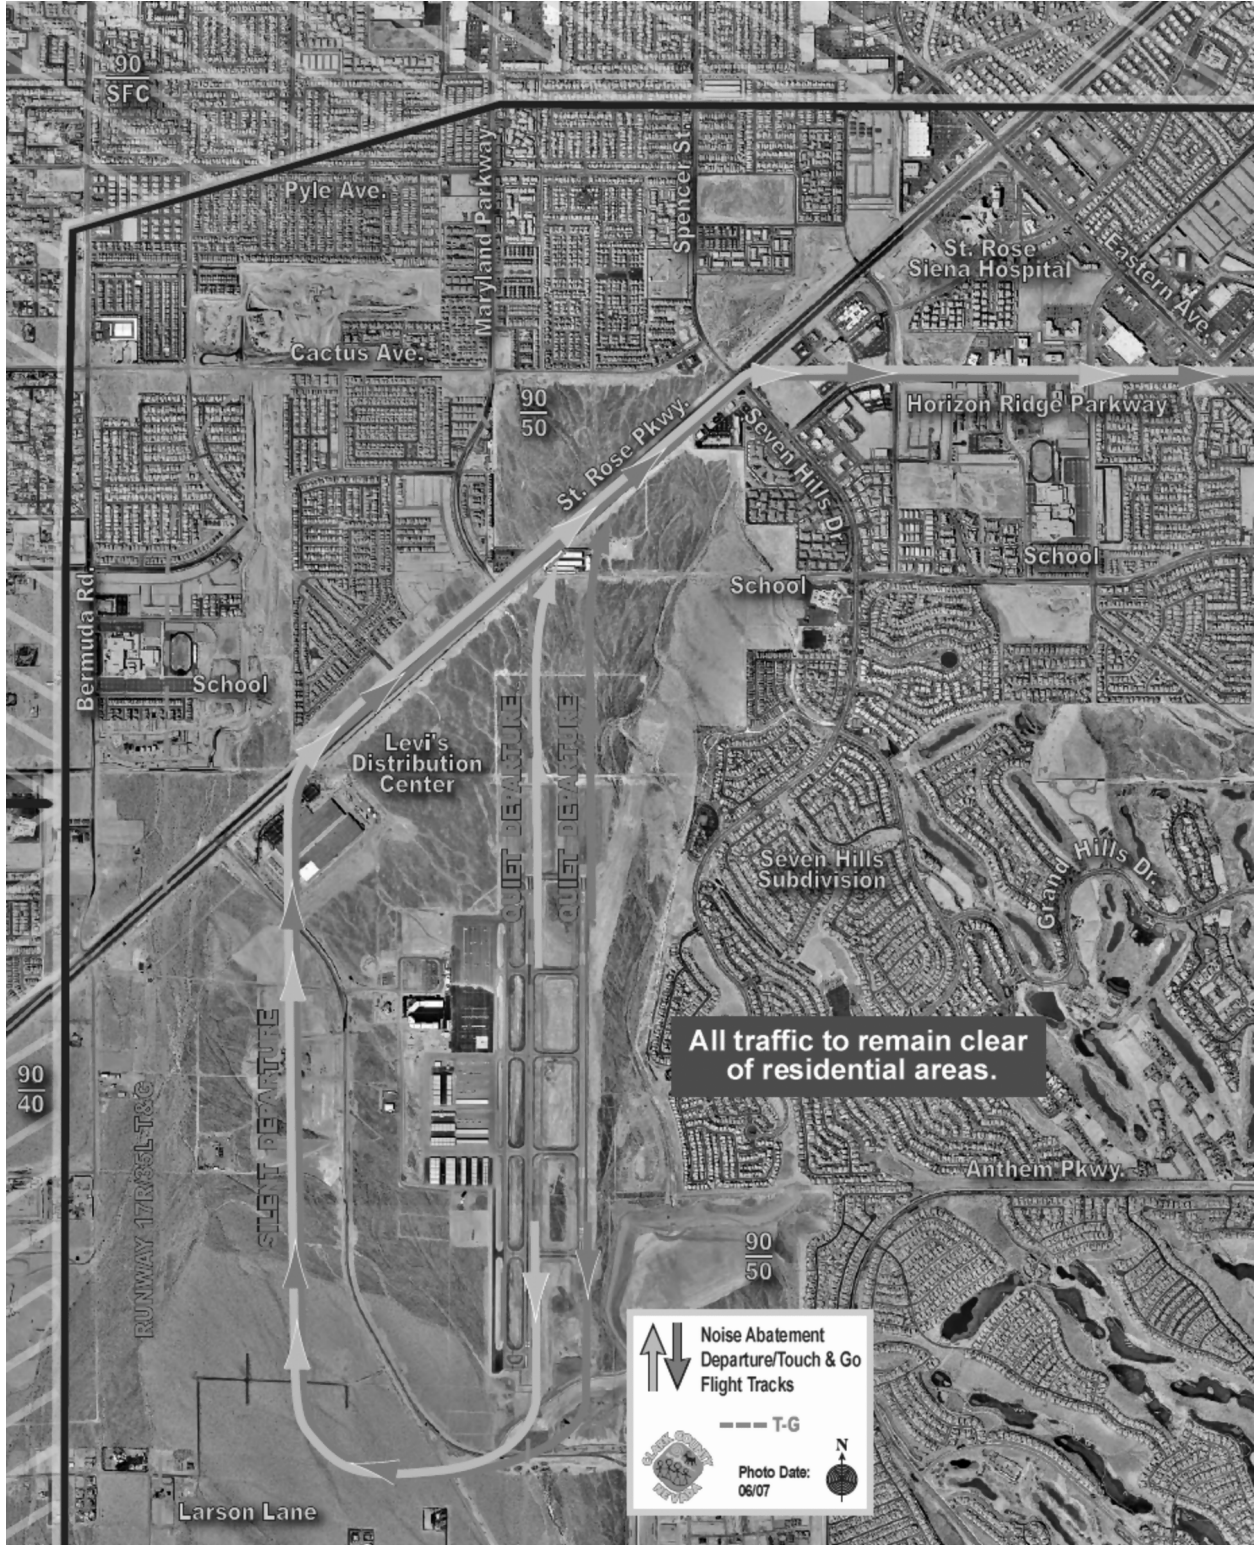 90
SFC
Pyle Ave.
Maryland Parkway
Spencer St.
St. Rose
Siena Hospital
Eastern Ave.
Cactus Ave.
90
50
St. Rose Pkwy.
Horizon Ridge Parkway
Seven Hills Dr.
School
School
Bermuda Rd.
School
Levi's
Distribution
Center
QUIET DEPARTURE
QUIET DEPARTURE
Seven Hills
Subdivision
Grand Hills Dr.
All traffic to remain clear
of residential areas.
90
40
RUNWAY 17R/35L-T&G
SILENT DEPARTURE
Anthem Pkwy.
90
50
Noise Abatement
Departure/Touch & Go
Flight Tracks
T-G
CLARK COUNTY
NEVADA
Photo Date:
06/07
N
Larson Lane